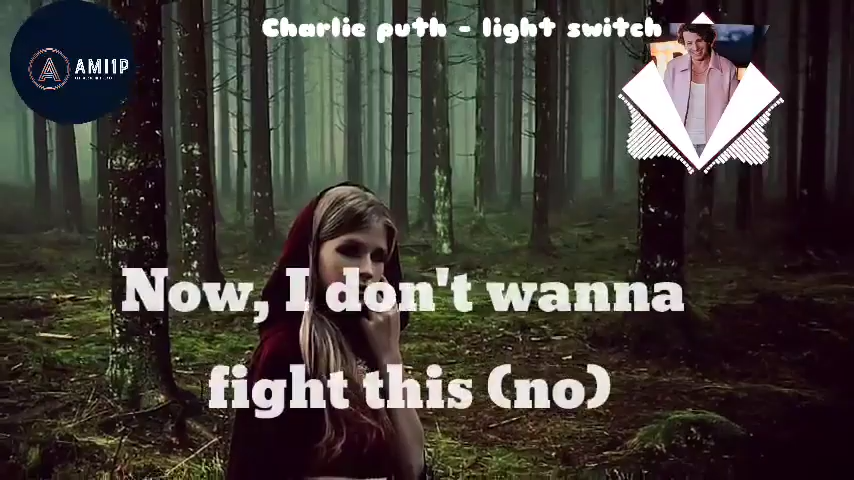 Charlie puth - light switch
AMI1P
Now, I don't wanna
fight this (no)